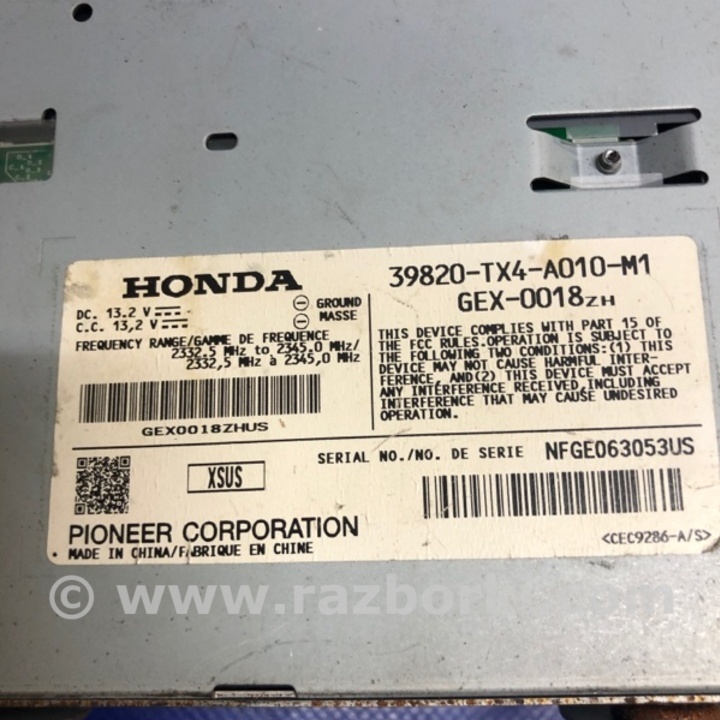 HONDA
39820-TX4-A010-M1
GEX-0018ZH
DC. 13.2 V
C.C. 13,2 V
GROUND
MASSE
FREQUENCY RANGE/GAMME DE FREQUENCE
2332.5 MHz to 2345.0 MHz/
2332,5 MHz à 2345,0 MHz
THIS DEVICE COMPLIES WITH PART 15 OF
THE FCC RULES.OPERATION IS SUBJECT TO
THE FOLLOWING TWO CONDITIONS:(1) THIS
DEVICE MAY NOT CAUSE HARMFUL INTER-
FERENCE, AND(2) THIS DEVICE MUST ACCEPT
ANY INTERFERENCE RECEIVED,INCLUDING
INTERFERENCE THAT MAY CAUSE UNDESIRED
OPERATION.
GEX0018ZHUS
SERIAL NO./NO. DE SERIE NFGE063053US
XSUS
PIONEER CORPORATION
MADE IN CHINA/FABRIQUE EN CHINE
<CEC9286-A/S>
© www.razborka